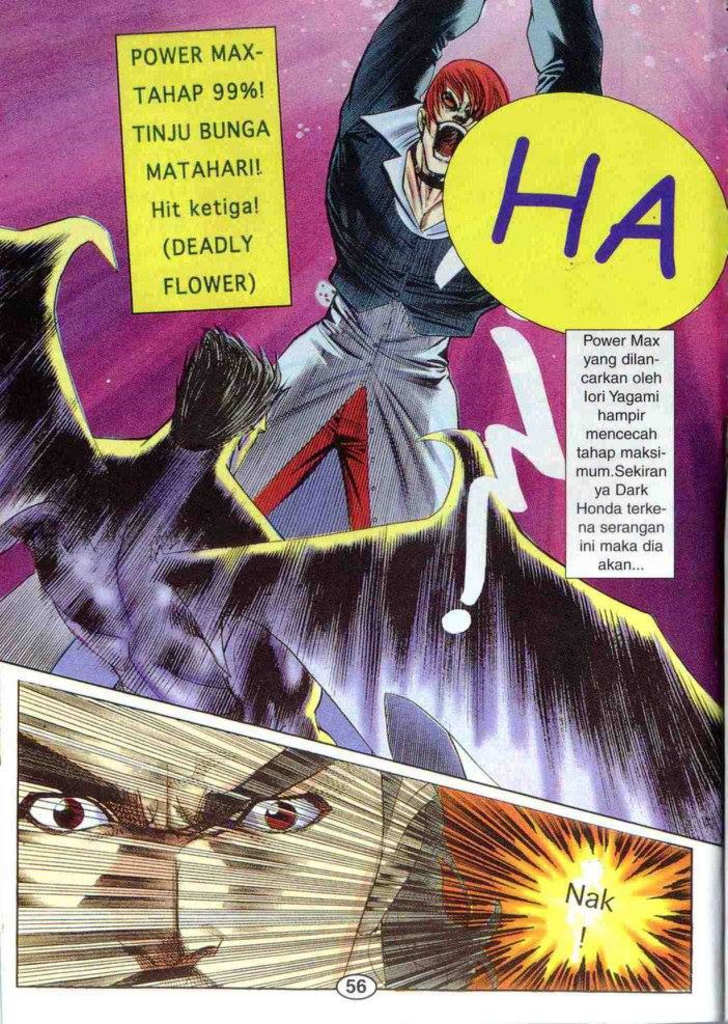 POWER MAX-
TAHAP 99%!
TINJU BUNGA
MATAHARI!
Hit ketiga!
(DEADLY
FLOWER)
HA
Power Max
yang dilan-
carkan oleh
Iori Yagami
hampir
mencecah
tahap maksi-
mum.Sekiran
ya Dark
Honda terke-
na serangan
ini maka dia
akan...
Nak
!
56